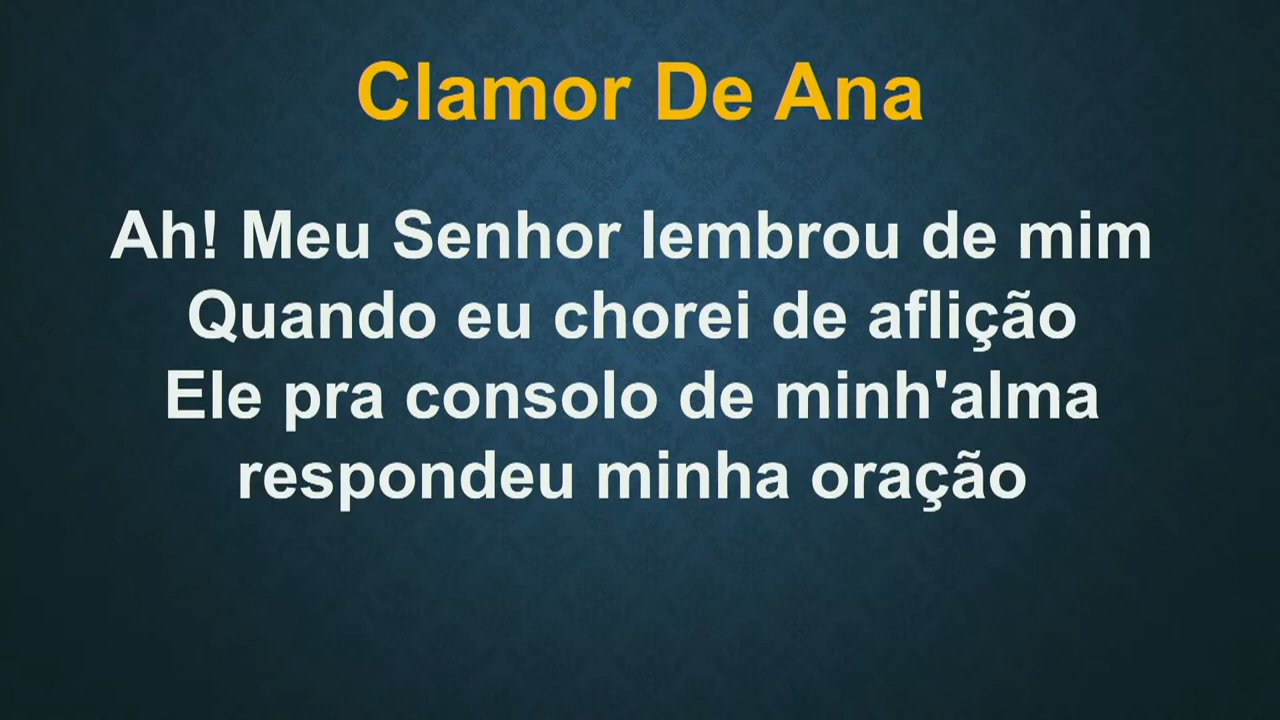 Clamor De Ana
Ah! Meu Senhor lembrou de mim
Quando eu chorei de aflição
Ele pra consolo de minh'alma
respondeu minha oração